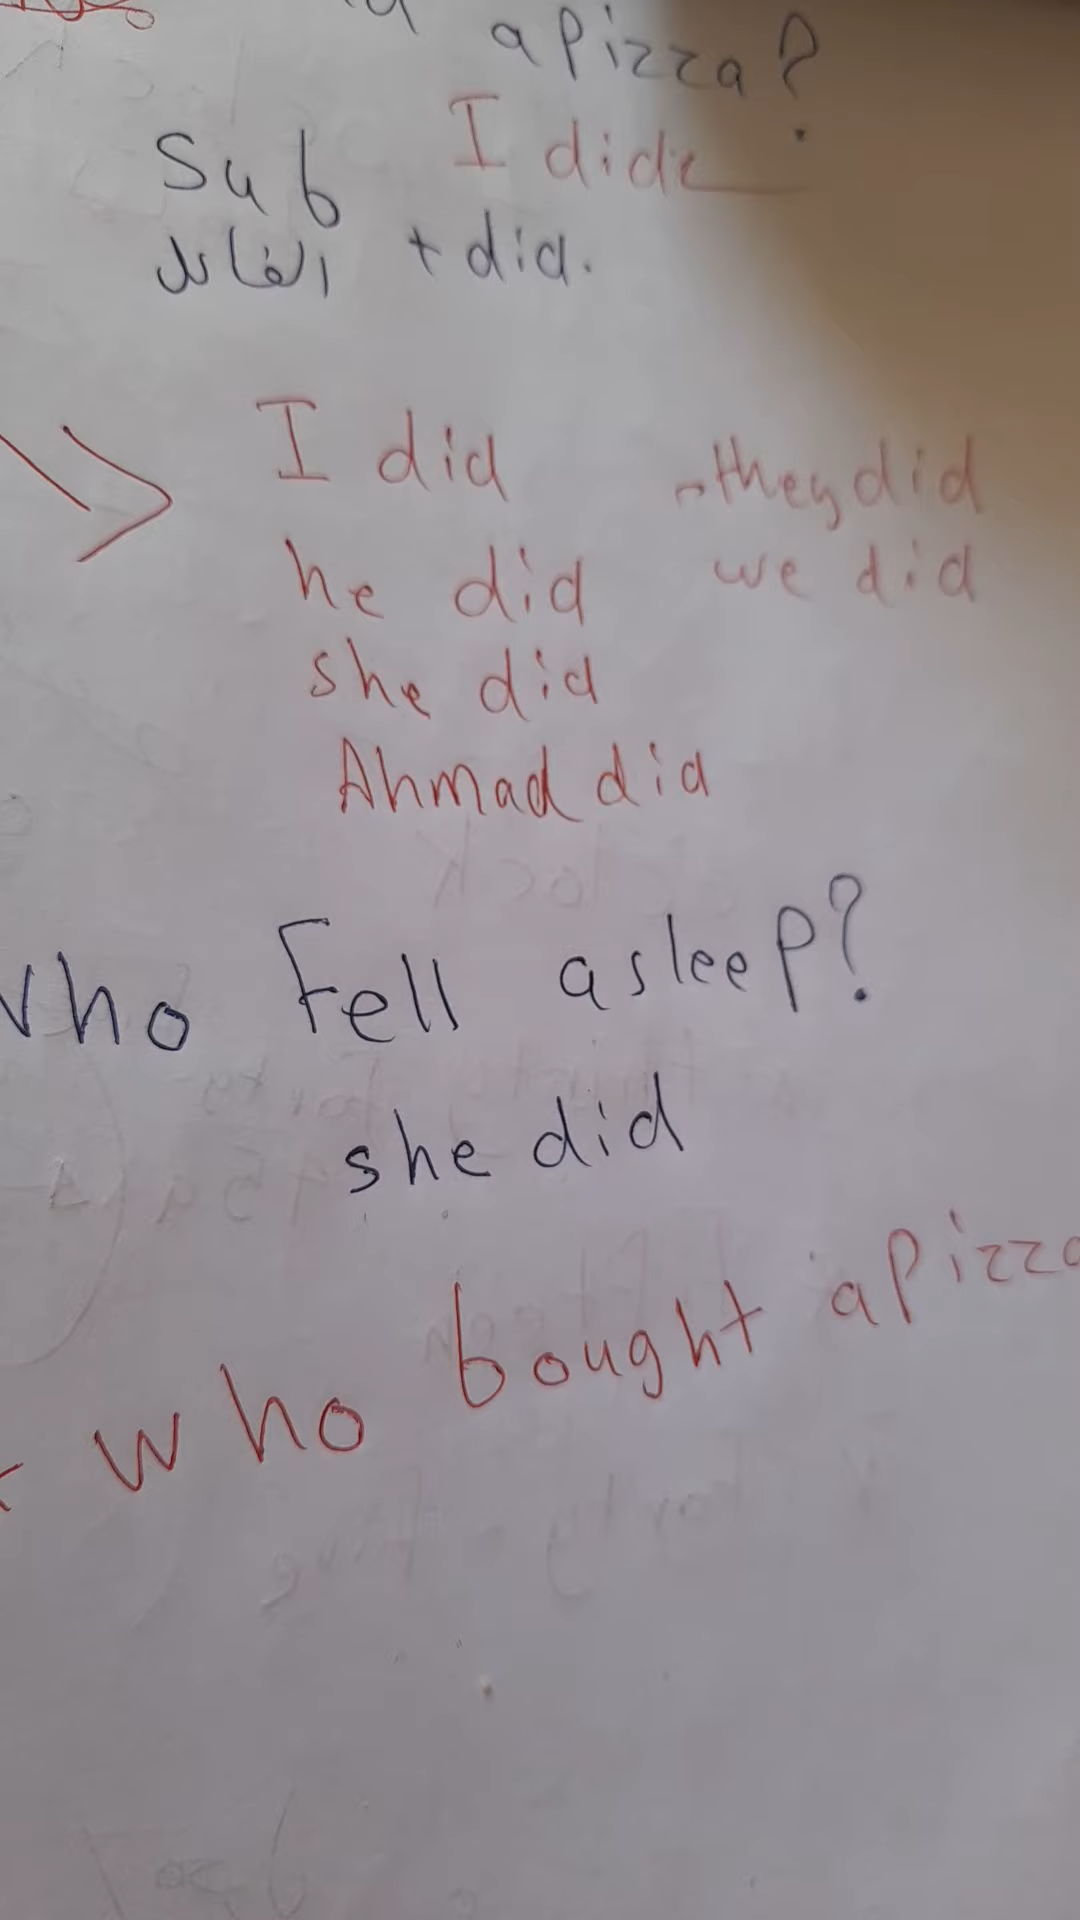 a pizza?
I did
Sub
الفاعل + did.
I did
they did
he did
we did
she did
Ahmad did
Who Fell asleep?
she did
who bought a pizza